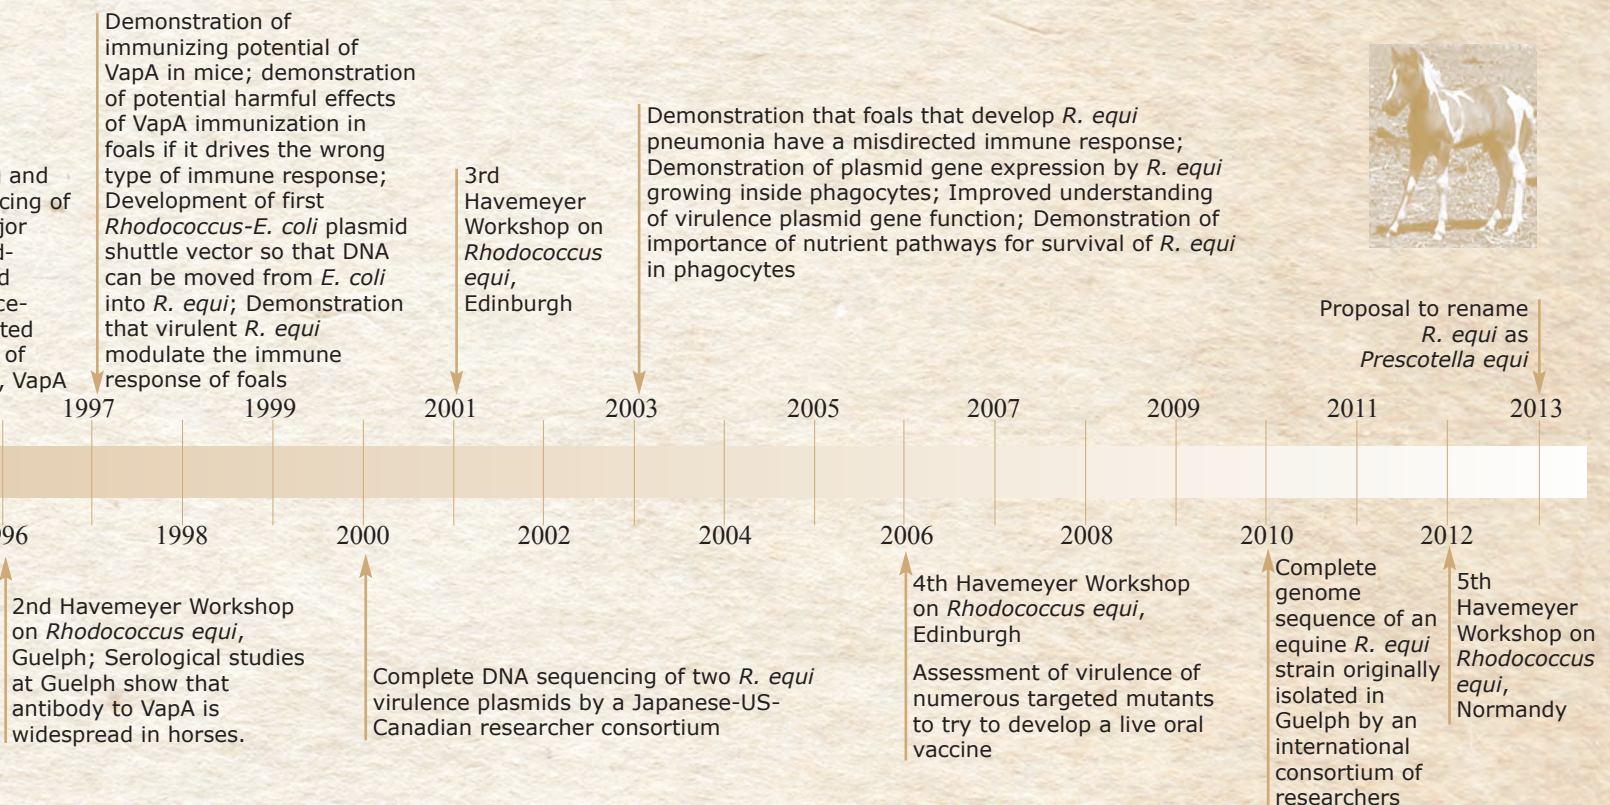 and
cing of
jor
d-
d
ce-
ted
of
, VapA
Demonstration of
immunizing potential of
VapA in mice; demonstration
of potential harmful effects
of VapA immunization in
foals if it drives the wrong
type of immune response;
Development of first
Rhodococcus-E. coli plasmid
shuttle vector so that DNA
can be moved from E. coli
into R. equi; Demonstration
that virulent R. equi
modulate the immune
response of foals
3rd
Havemeyer
Workshop on
Rhodococcus
equi,
Edinburgh
Demonstration that foals that develop R. equi
pneumonia have a misdirected immune response;
Demonstration of plasmid gene expression by R. equi
growing inside phagocytes; Improved understanding
of virulence plasmid gene function; Demonstration of
importance of nutrient pathways for survival of R. equi
in phagocytes
Proposal to rename
R. equi as
Prescotella equi
1997 1999 2001 2003 2005 2007 2009 2011 2013
96 1998 2000 2002 2004 2006 2008 2010 2012
2nd Havemeyer Workshop
on Rhodococcus equi,
Guelph; Serological studies
at Guelph show that
antibody to VapA is
widespread in horses.
Complete DNA sequencing of two R. equi
virulence plasmids by a Japanese-US-
Canadian researcher consortium
4th Havemeyer Workshop
on Rhodococcus equi,
Edinburgh
Assessment of virulence of
numerous targeted mutants
to try to develop a live oral
vaccine
Complete
genome
sequence of an
equine R. equi
strain originally
isolated in
Guelph by an
international
consortium of
researchers
5th
Havemeyer
Workshop on
Rhodococcus
equi,
Normandy